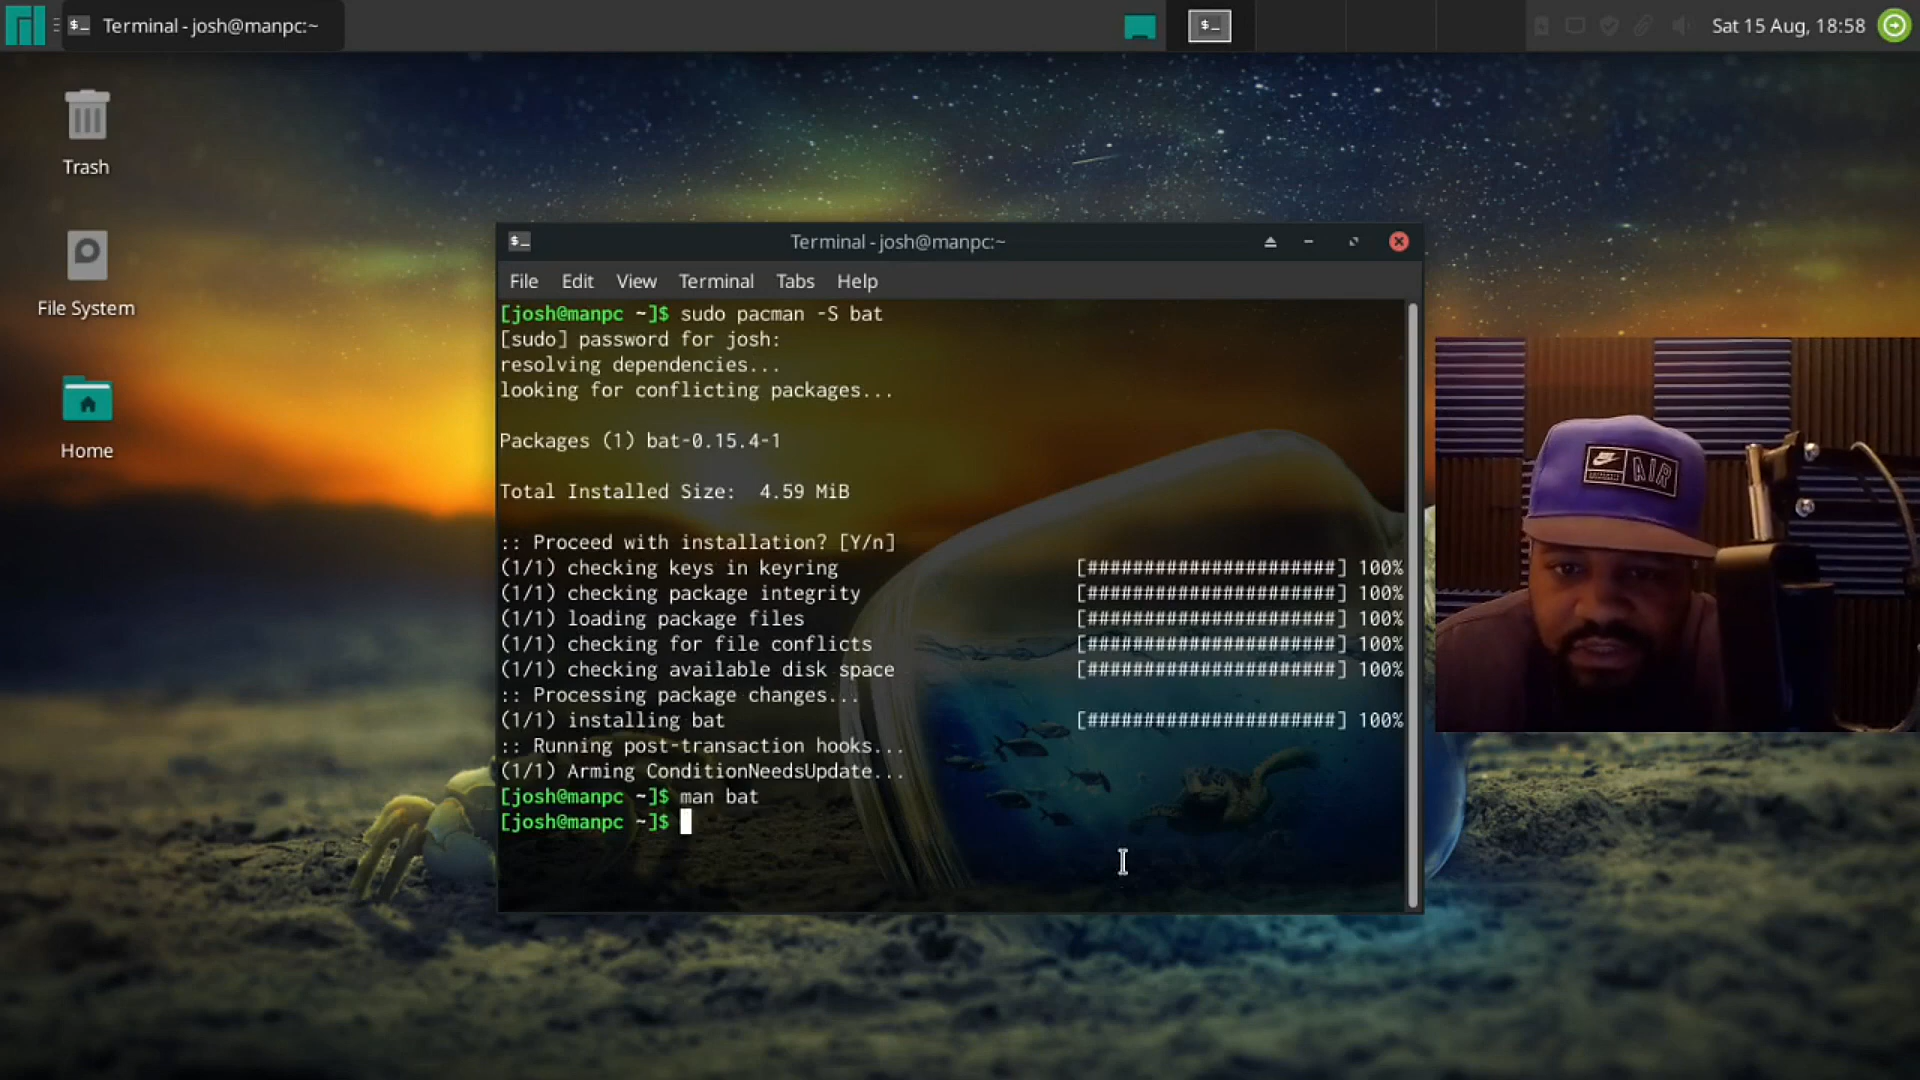 Terminal - josh@manpc:~
Sat 15 Aug, 18:58
Trash
File System
Home
Terminal - josh@manpc:~
File Edit View Terminal Tabs Help
[josh@manpc ~]$ sudo pacman -S bat
[sudo] password for josh:
resolving dependencies...
looking for conflicting packages...
Packages (1) bat-0.15.4-1
Total Installed Size:  4.59 MiB
:: Proceed with installation? [Y/n]
(1/1) checking keys in keyring [######################] 100%
(1/1) checking package integrity [######################] 100%
(1/1) loading package files [######################] 100%
(1/1) checking for file conflicts [######################] 100%
(1/1) checking available disk space [######################] 100%
:: Processing package changes...
(1/1) installing bat [######################] 100%
:: Running post-transaction hooks...
(1/1) Arming ConditionNeedsUpdate...
[josh@manpc ~]$ man bat
[josh@manpc ~]$
AIR